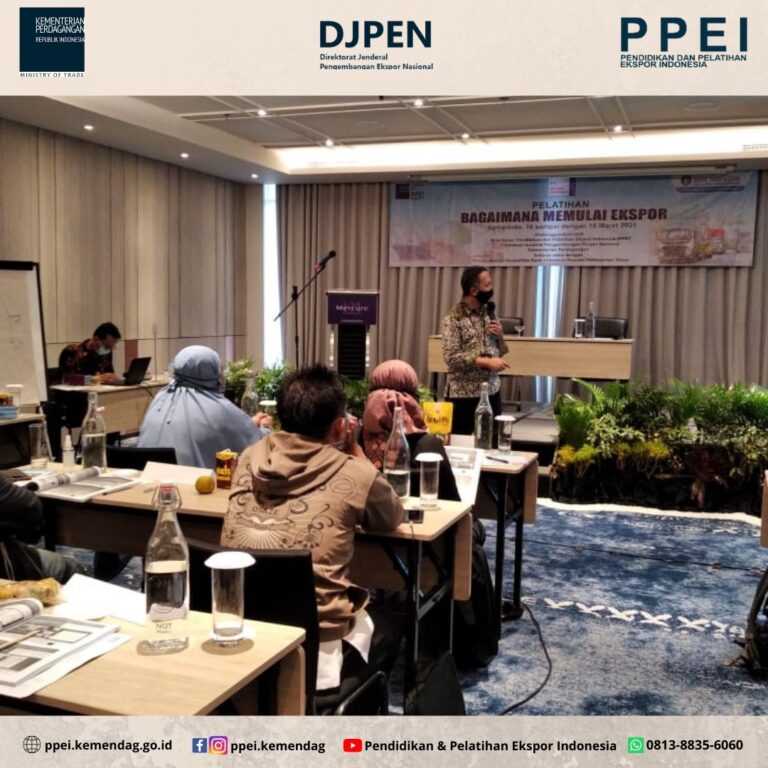 KEMENTERIAN
PERDAGANGAN
REPUBLIK INDONESIA
MINISTRY OF TRADE
DJPEN
Direktorat Jenderal
Pengembangan Ekspor Nasional
PPEI
PENDIDIKAN DAN PELATIHAN
EKSPOR INDONESIA
PELATIHAN
BAGAIMANA MEMULAI EKSPOR
Samarinda, 16 sampai dengan 18 Maret 2021
Kementerian Perdagangan
Mercure
NOT
ppei.kemendag.go.id
ppei.kemendag
Pendidikan & Pelatihan Ekspor Indonesia
0813-8835-6060